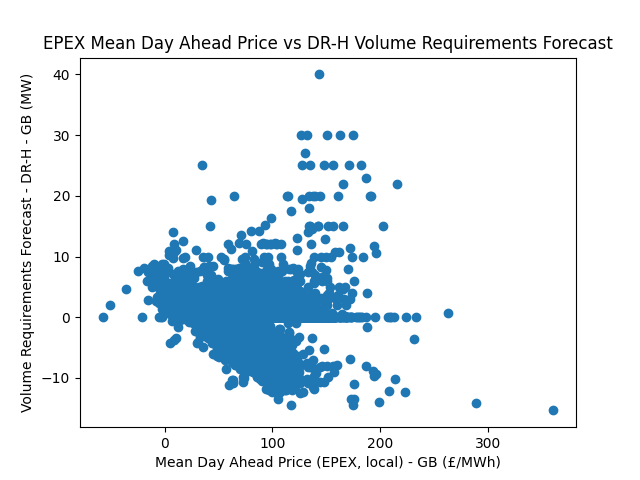 EPEX Mean Day Ahead Price vs DR-H Volume Requirements Forecast
Volume Requirements Forecast - DR-H - GB (MW)
40
30
20
10
0
−10
0 100 200 300
Mean Day Ahead Price (EPEX, local) - GB (£/MWh)